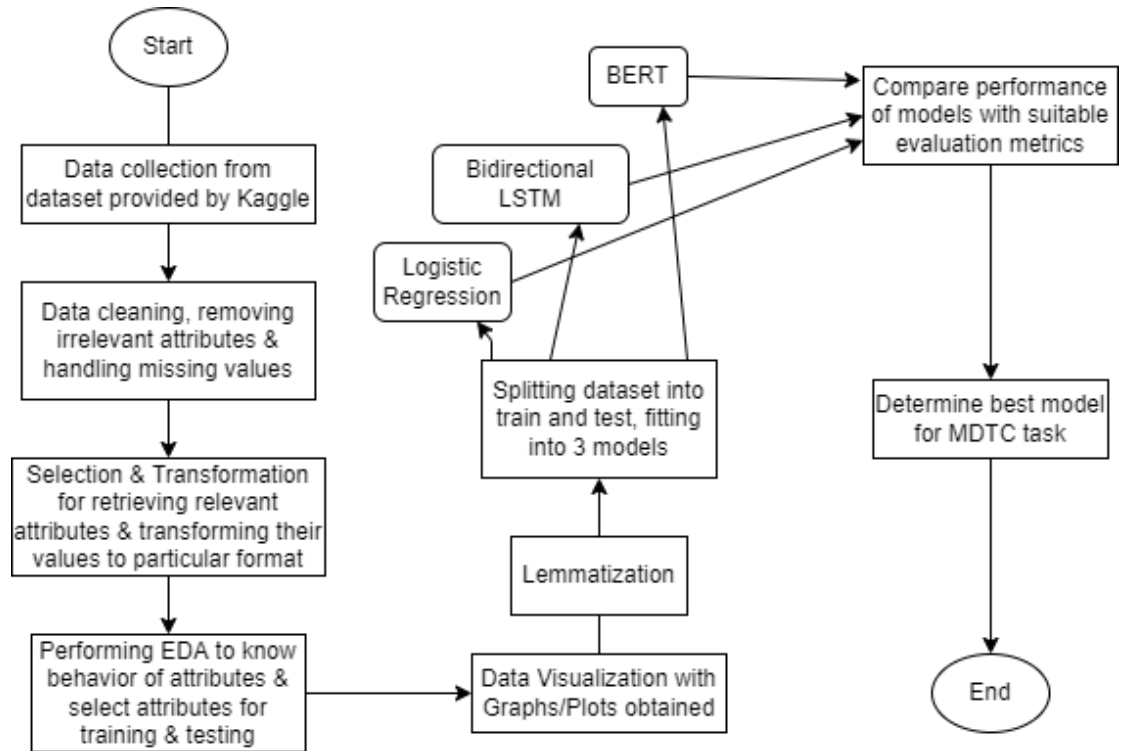 Start
Data collection from
dataset provided by Kaggle
Data cleaning, removing
irrelevant attributes &
handling missing values
Selection & Transformation
for retrieving relevant
attributes & transforming their
values to particular format
Performing EDA to know
behavior of attributes &
select attributes for
training & testing
Data Visualization with
Graphs/Plots obtained
Lemmatization
Splitting dataset into
train and test, fitting
into 3 models
Logistic
Regression
Bidirectional
LSTM
BERT
Compare performance
of models with suitable
evaluation metrics
Determine best model
for MDTC task
End